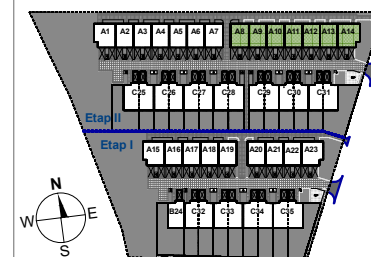 A1 A2 A3 A4 A5 A6 A7 A8 A9 A10 A11 A12 A13 A14
C25 C26 C27 C28 C29 C30 C31
Etap II
Etap I
A15 A16 A17 A18 A19 A20 A21 A22 A23
B24 C32 C33 C34 C35
N
W E
S